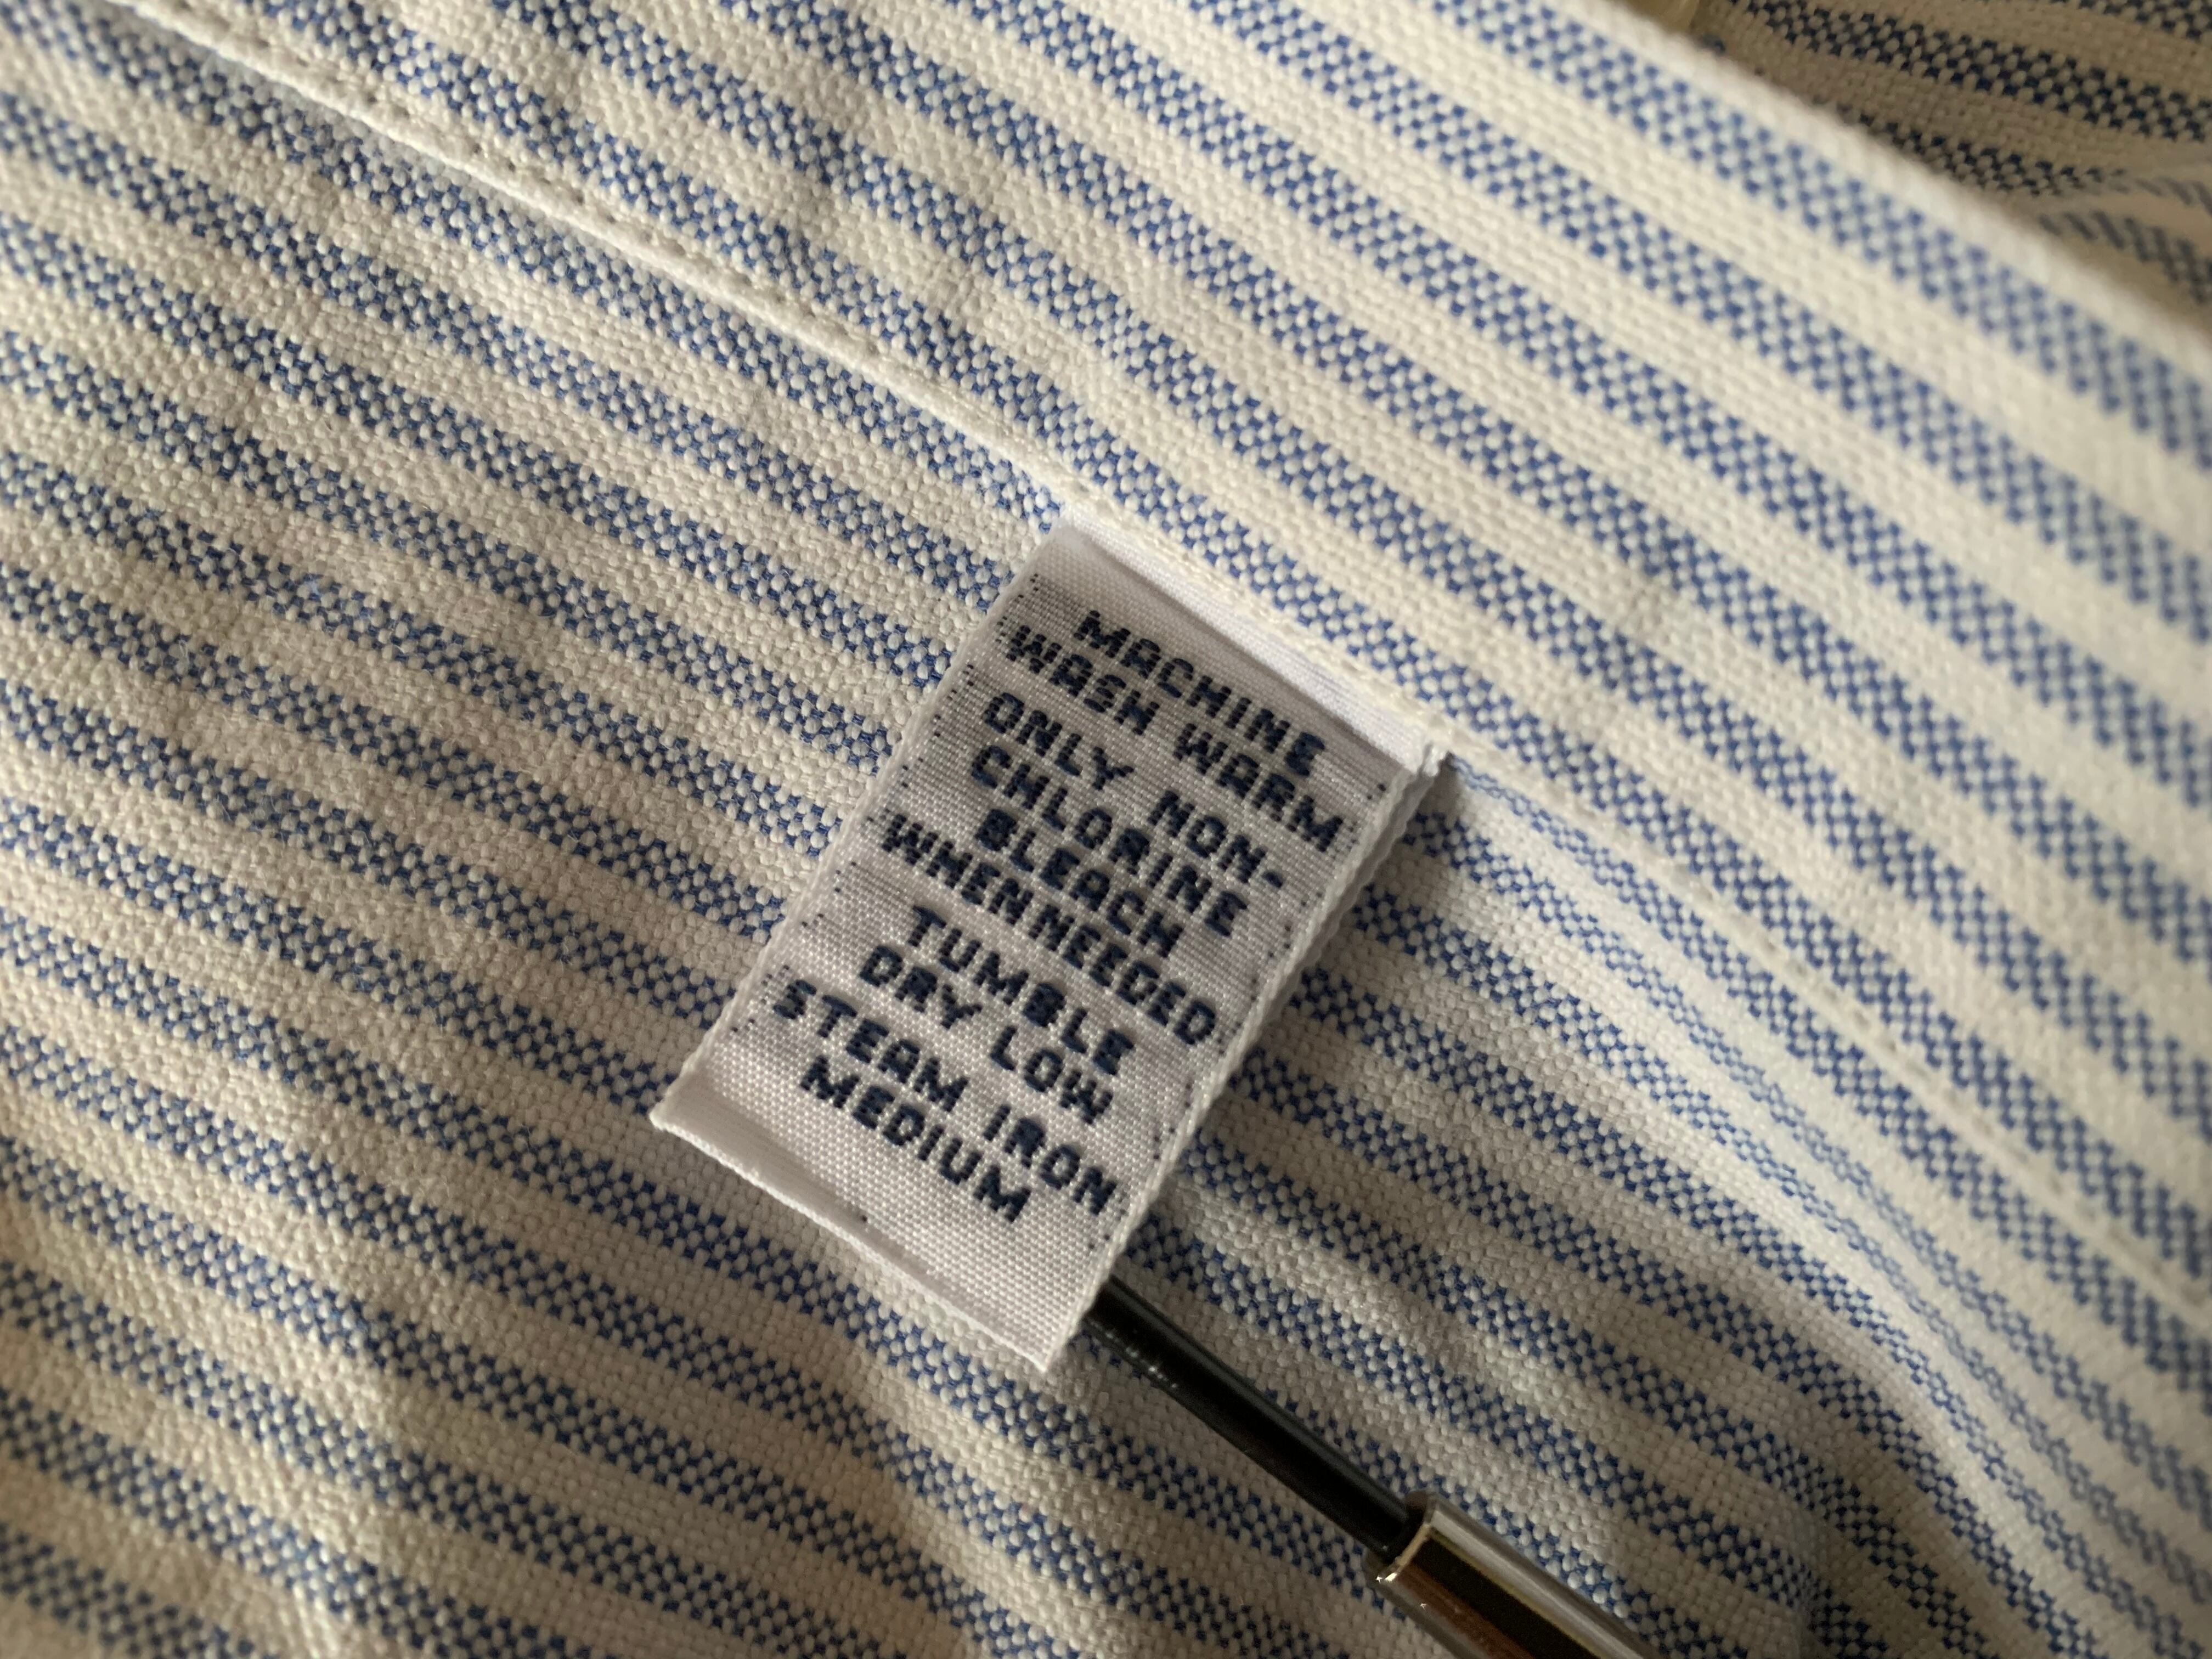 MACHINE
WASH WARM
ONLY NON-
CHLORINE
BLEACH
WHEN NEEDED
TUMBLE
DRY LOW
STEAM IRON
MEDIUM